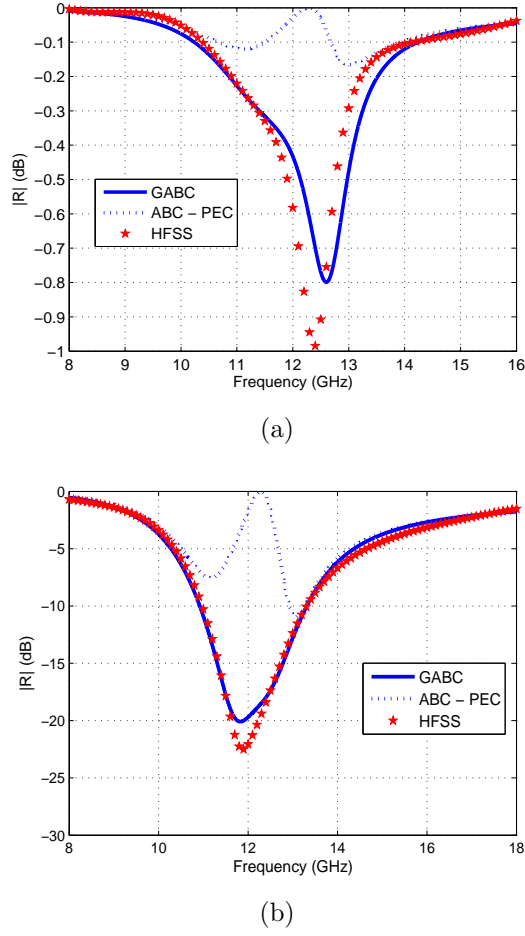 0
−0.1
−0.2
−0.3
−0.4
−0.5
−0.6
−0.7
−0.8
−0.9
−1
|R| (dB)
GABC
ABC − PEC
HFSS
8 9 10 11 12 13 14 15 16
Frequency (GHz)
(a)
0
−5
−10
−15
−20
−25
−30
|R| (dB)
GABC
ABC − PEC
HFSS
8 10 12 14 16 18
Frequency (GHz)
(b)